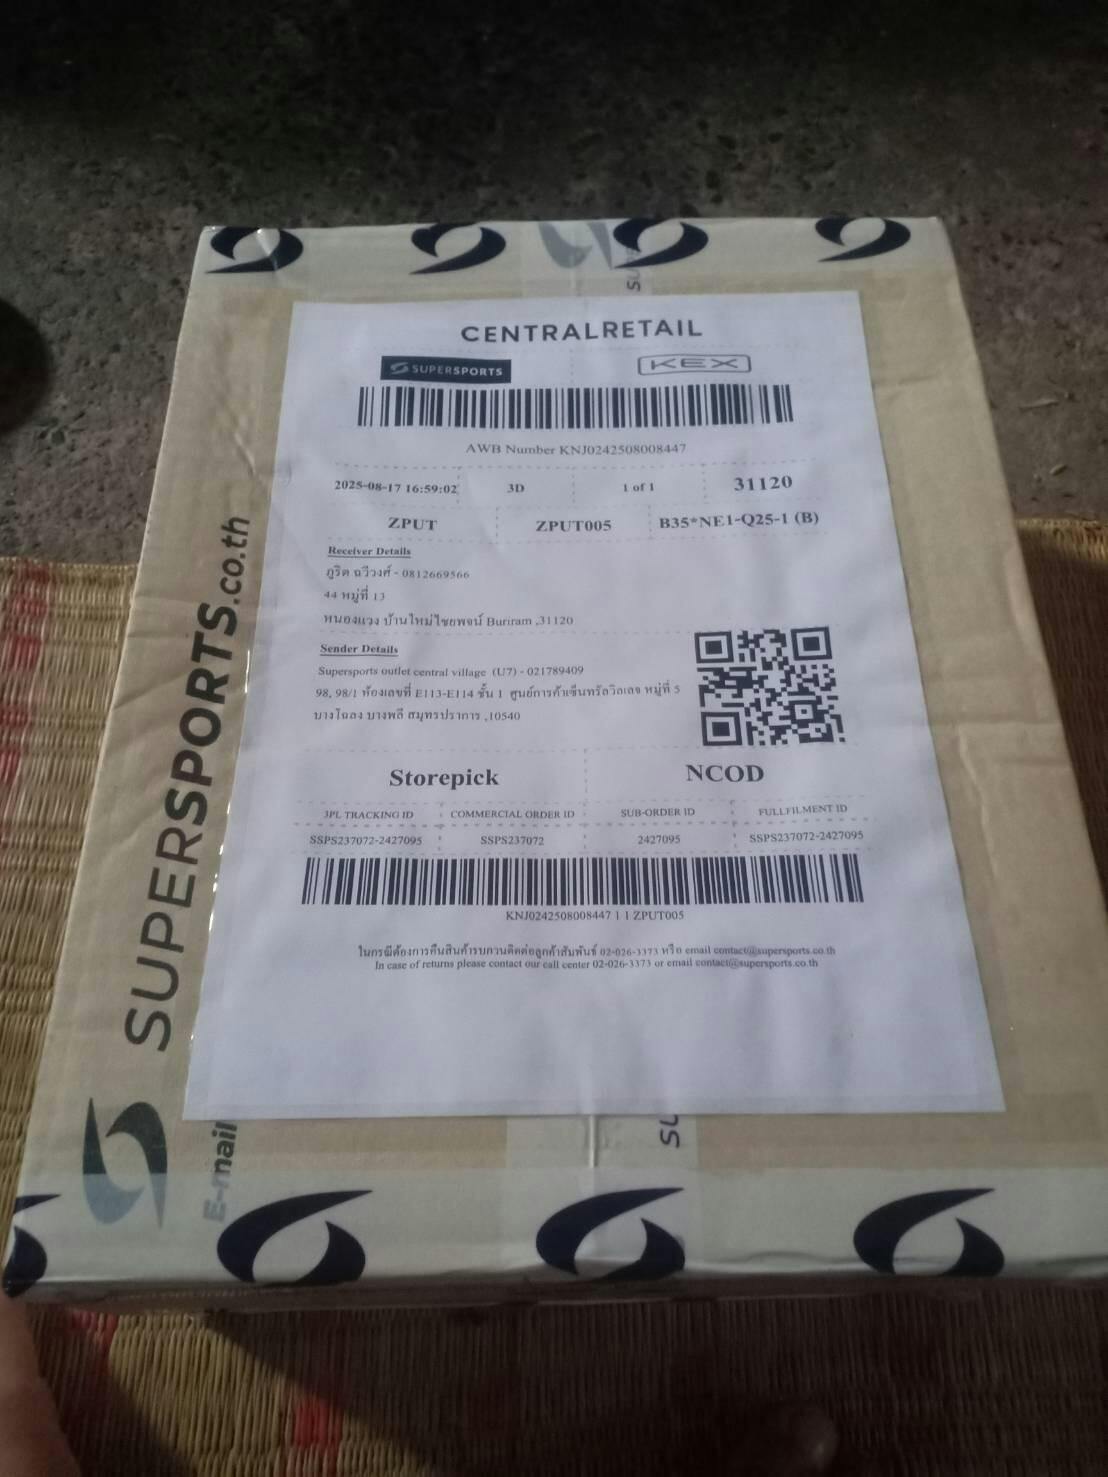 CENTRALRETAIL
SUPERSPORTS
KEX
AWB Number KNJ0242508008447
2025-08-17 16:59:02 3D 1 of 1 31120
ZPUT ZPUT005 B35*NE1-Q25-1 (B)
Receiver Details
ภูริต ฉวีวงศ์ - 0812669566
44 หมู่ที่ 13
หนองแวง บ้านใหม่ไชยพจน์ Buriram ,31120
Sender Details
Supersports outlet central village (U7) - 021789409
98, 98/1 ห้องเลขที่ E113-E114 ชั้น 1 ศูนย์การค้าเซ็นทรัลวิลเลจ หมู่ที่ 5
บางโฉลง บางพลี สมุทรปราการ ,10540
Storepick NCOD
3PL TRACKING ID COMMERCIAL ORDER ID SUB-ORDER ID FULLFILMENT ID
SSPS237072-2427095 SSPS237072 2427095 SSPS237072-2427095
KNJ0242508008447 1 1 ZPUT005
ในกรณีต้องการคืนสินค้ารบกวนติดต่อลูกค้าสัมพันธ์ 02-026-3373 หรือ email contact@supersports.co.th
In case of returns please contact our call center 02-026-3373 or email contact@supersports.co.th
SUPERSPORTS.co.th
E-mail
SU
SU